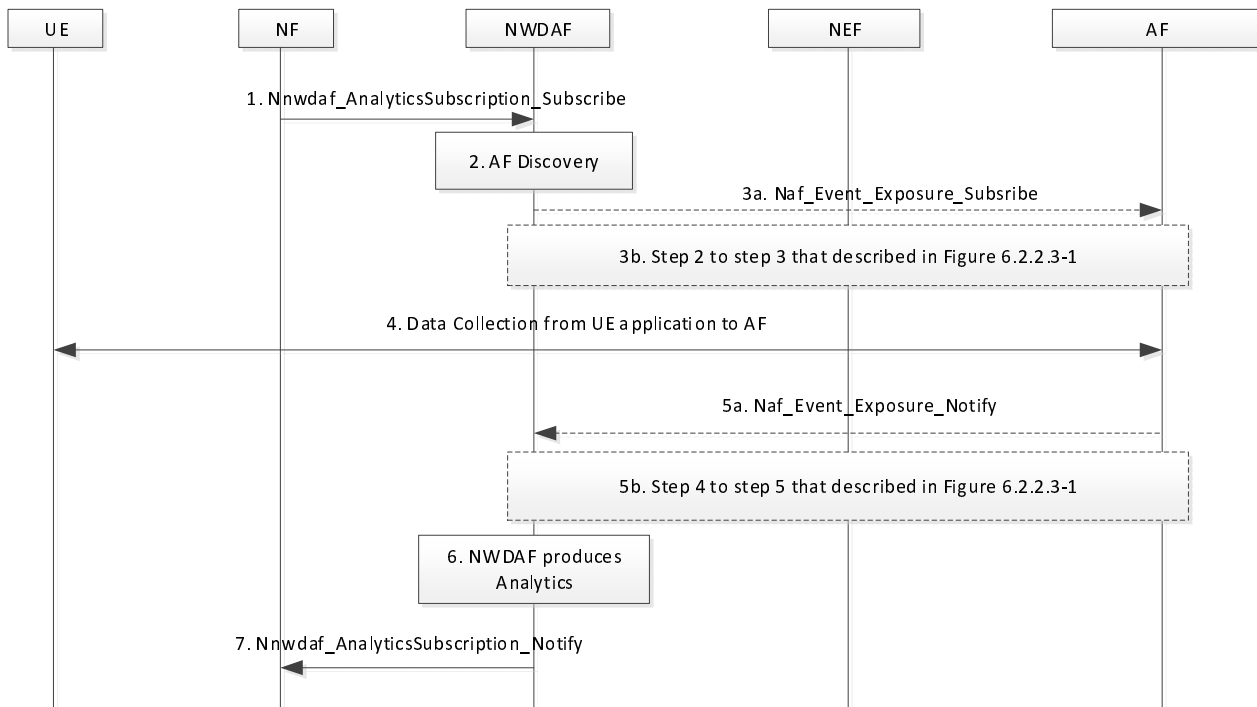 UE
NF
NWDAF
NEF
AF
1. Nnwdaf_AnalyticsSubscription_Subscribe
2. AF Discovery
3a. Naf_Event_Exposure_Subsribe
3b. Step 2 to step 3 that described in Figure 6.2.2.3-1
4. Data Collection from UE application to AF
5a. Naf_Event_Exposure_Notify
5b. Step 4 to step 5 that described in Figure 6.2.2.3-1
6. NWDAF produces
Analytics
7. Nnwdaf_AnalyticsSubscription_Notify